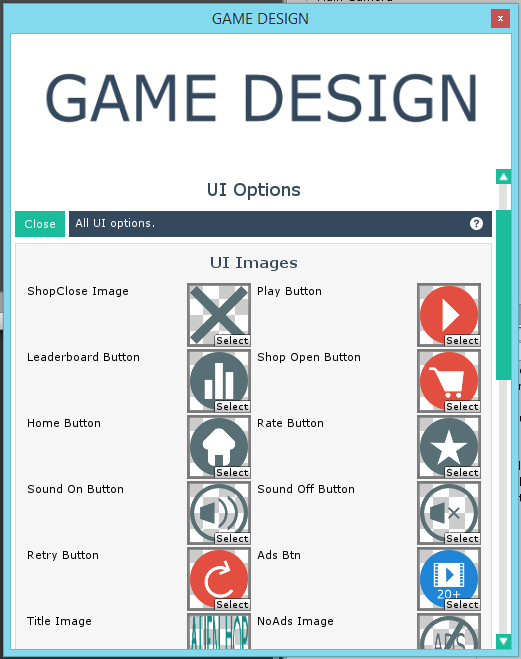 GAME DESIGN
x
GAME DESIGN
UI Options
Close
All UI options.
?
UI Images
ShopClose Image
Select
Play Button
Select
Leaderboard Button
Select
Shop Open Button
Select
Home Button
Select
Rate Button
Select
Sound On Button
Select
Sound Off Button
Select
Retry Button
Select
Ads Btn
20+
Select
Title Image
NoAds Image
ADS